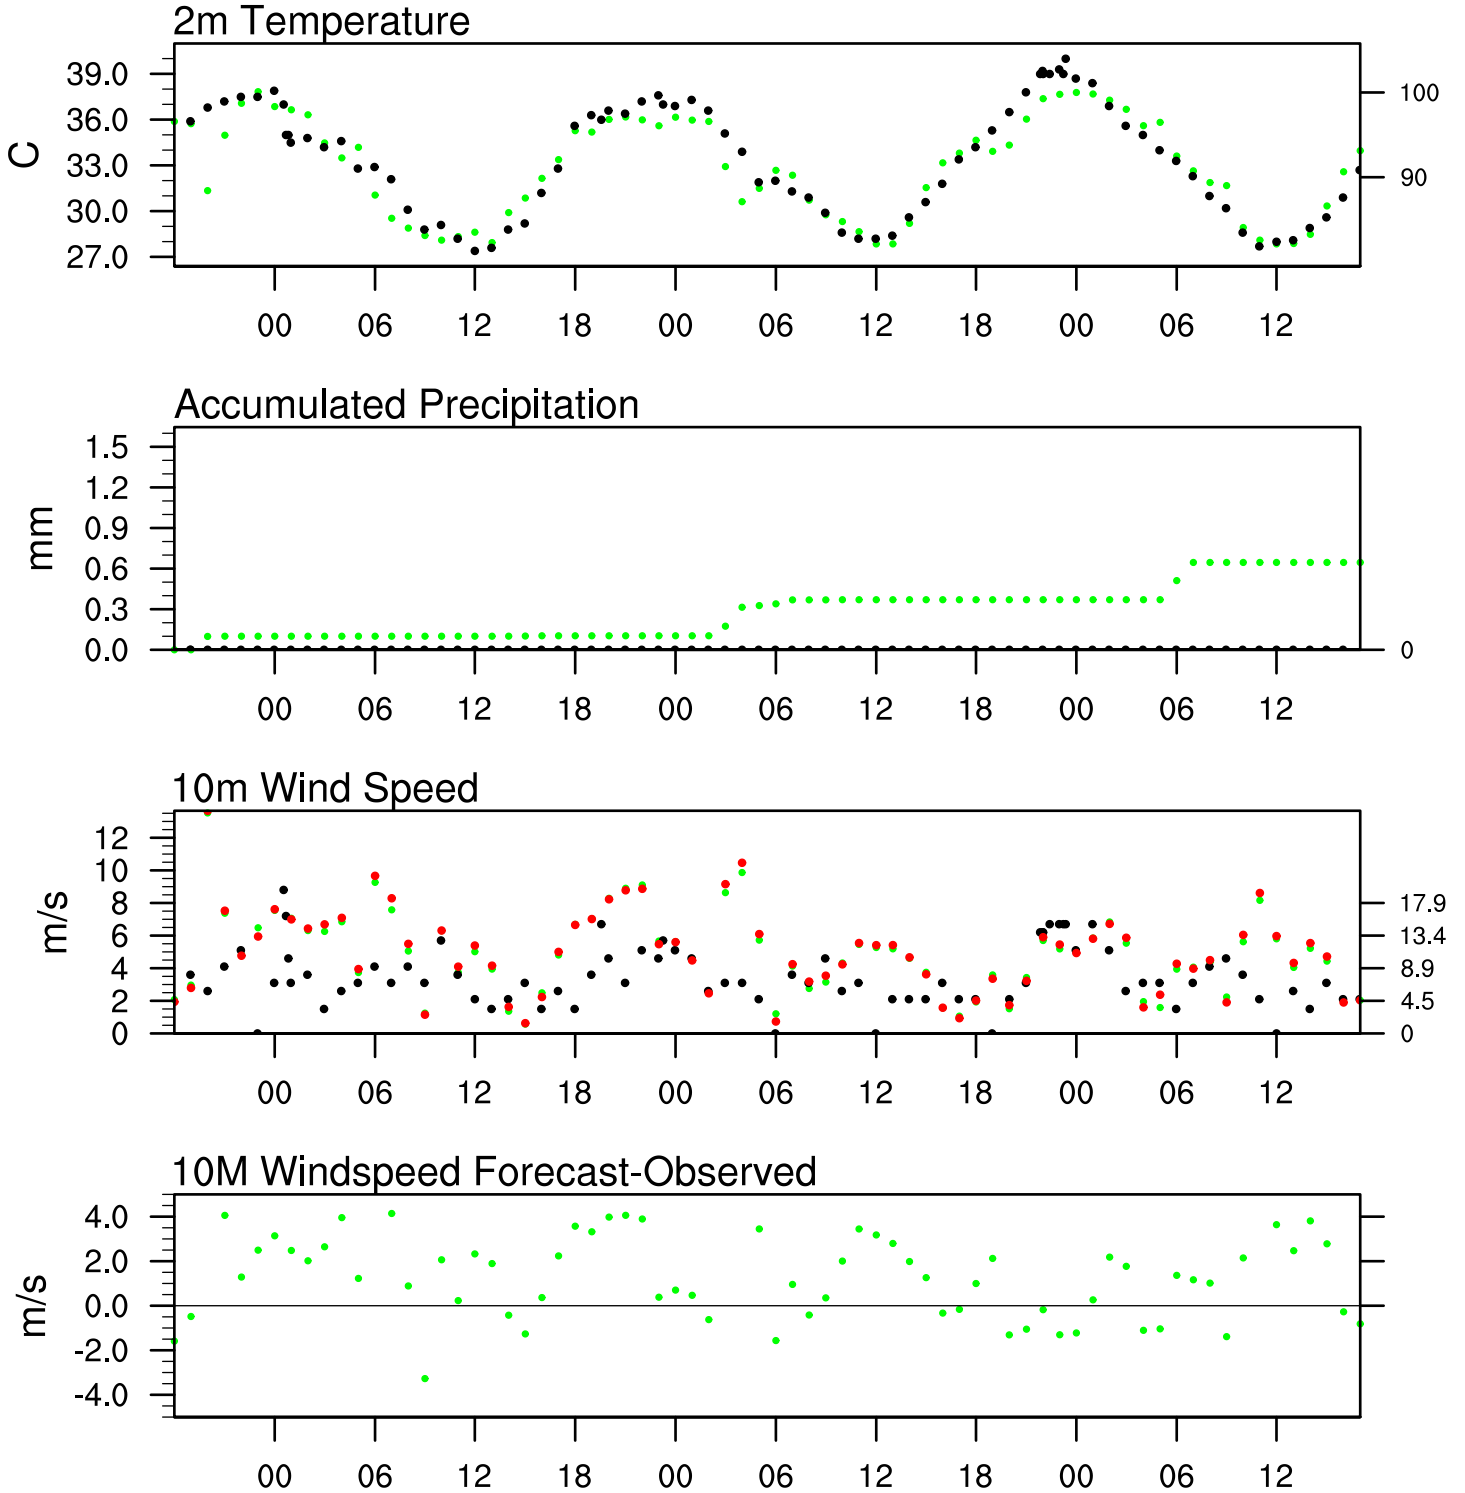 2m Temperature
39.0
36.0
33.0
30.0
27.0
C
100
90
00 06 12 18 00 06 12 18 00 06 12
Accumulated Precipitation
1.5
1.2
0.9
0.6
0.3
0.0
mm
0
00 06 12 18 00 06 12 18 00 06 12
10m Wind Speed
12
10
8
6
4
2
0
m/s
17.9
13.4
8.9
4.5
0
00 06 12 18 00 06 12 18 00 06 12
10M Windspeed Forecast-Observed
4.0
2.0
0.0
-2.0
-4.0
m/s
00 06 12 18 00 06 12 18 00 06 12